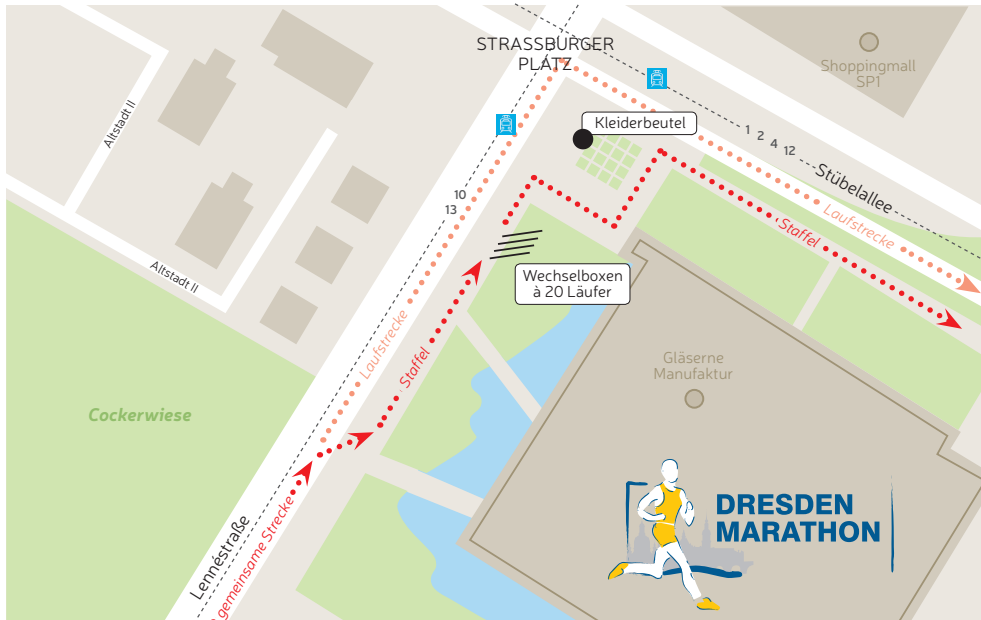 STRASSBURGER
PLATZ
Shoppingmall
SP1
Altstadt II
Kleiderbeutel
1 2 4 12
Stübelallee
10
13
Laufstrecke
Staffel
Altstadt II
Wechselboxen
à 20 Läufer
Laufstrecke
Staffel
Gläserne
Manufaktur
Cockerwiese
Lennéstraße
gemeinsame Strecke
DRESDEN
MARATHON